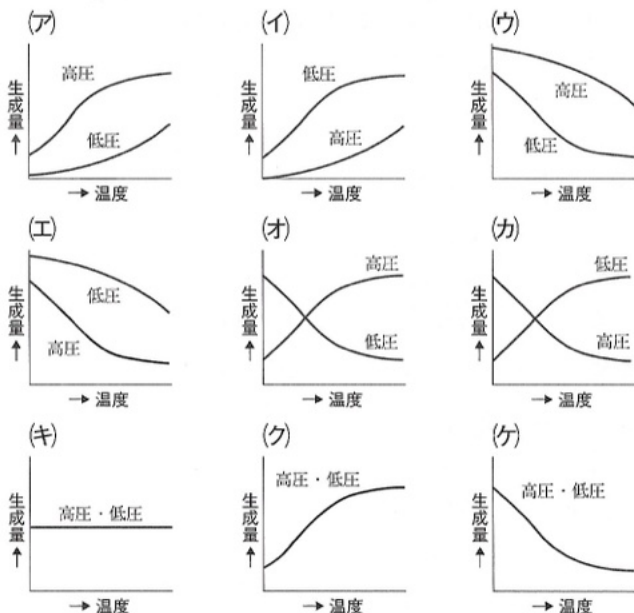 (ア)
高圧
低圧
生成量→
→ 温度
(イ)
低圧
高圧
生成量→
→ 温度
(ウ)
高圧
低圧
生成量→
→ 温度
(エ)
低圧
高圧
生成量→
→ 温度
(オ)
高圧
低圧
生成量→
→ 温度
(カ)
低圧
高圧
生成量→
→ 温度
(キ)
高圧・低圧
生成量→
→ 温度
(ク)
高圧・低圧
生成量→
→ 温度
(ケ)
高圧・低圧
生成量→
→ 温度